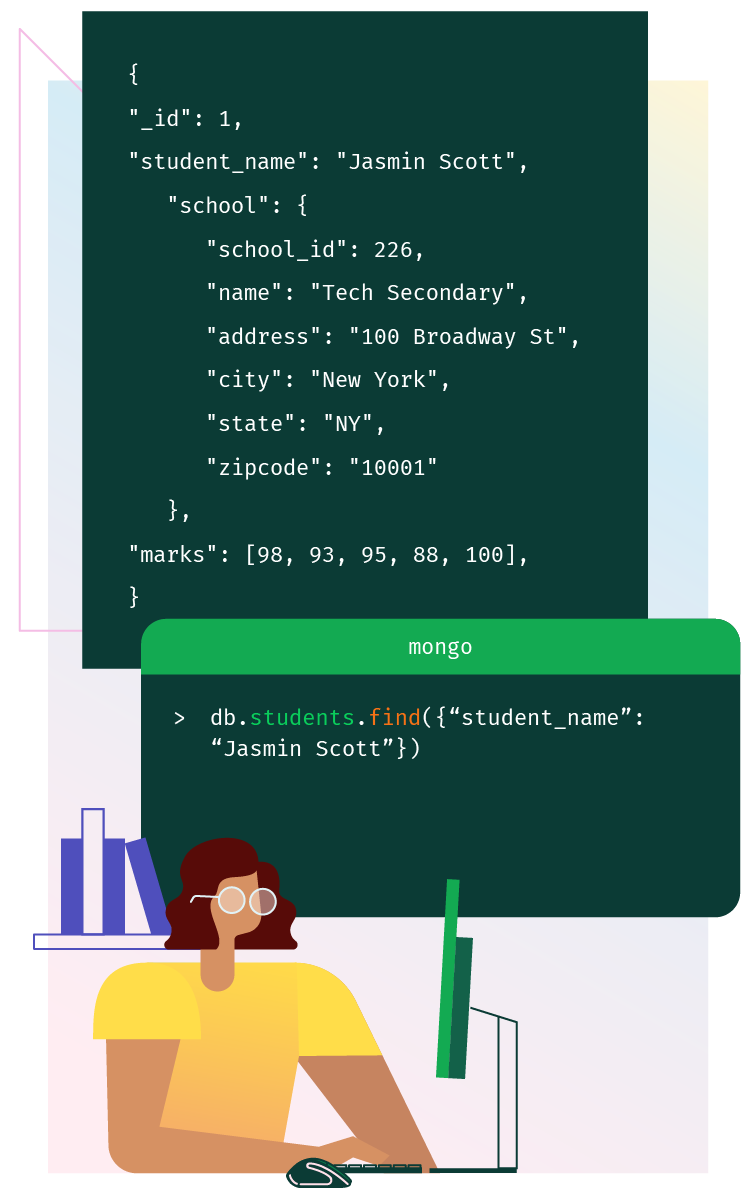 {
"_id": 1,
"student_name": "Jasmin Scott",
"school": {
"school_id": 226,
"name": "Tech Secondary",
"address": "100 Broadway St",
"city": "New York",
"state": "NY",
"zipcode": "10001"
},
"marks": [98, 93, 95, 88, 100],
}
mongo
> db.students.find({“student_name”:
“Jasmin Scott”})